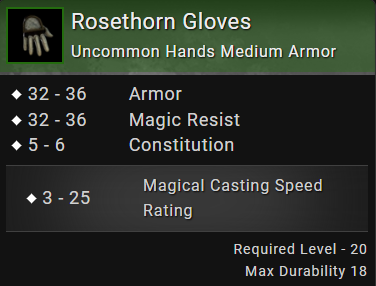 Rosethorn Gloves
Uncommon Hands Medium Armor
32 - 36 Armor
32 - 36 Magic Resist
5 - 6 Constitution
3 - 25 Magical Casting Speed
Rating
Required Level - 20
Max Durability 18